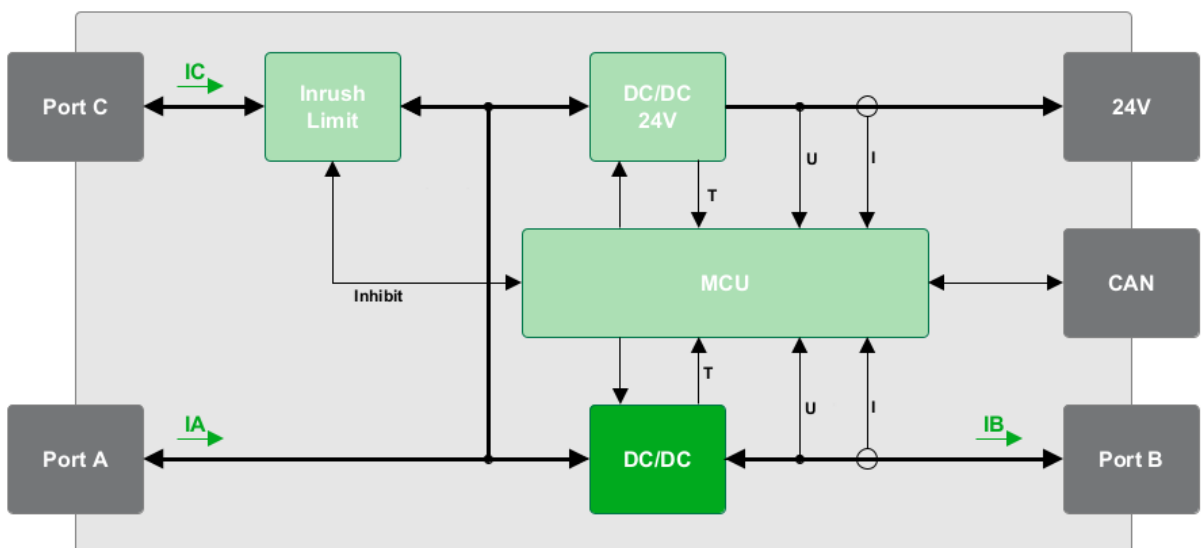 IC
Port C
Inrush
Limit
DC/DC
24V
24V
U
I
T
MCU
CAN
Inhibit
T
U
I
IA
IB
Port A
DC/DC
Port B